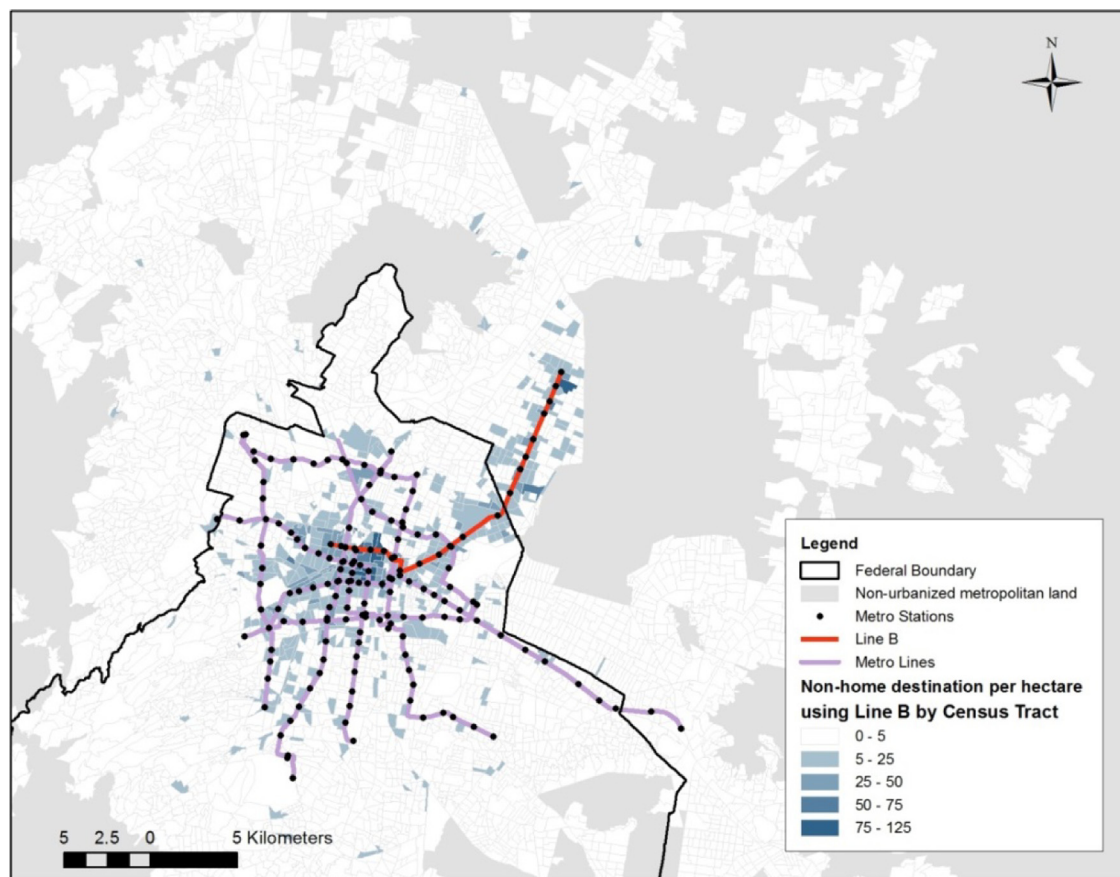 N
Legend
Federal Boundary
Non-urbanized metropolitan land
Metro Stations
Line B
Metro Lines
Non-home destination per hectare
using Line B by Census Tract
0 - 5
5 - 25
25 - 50
50 - 75
75 - 125
5 2.5 0 5 Kilometers